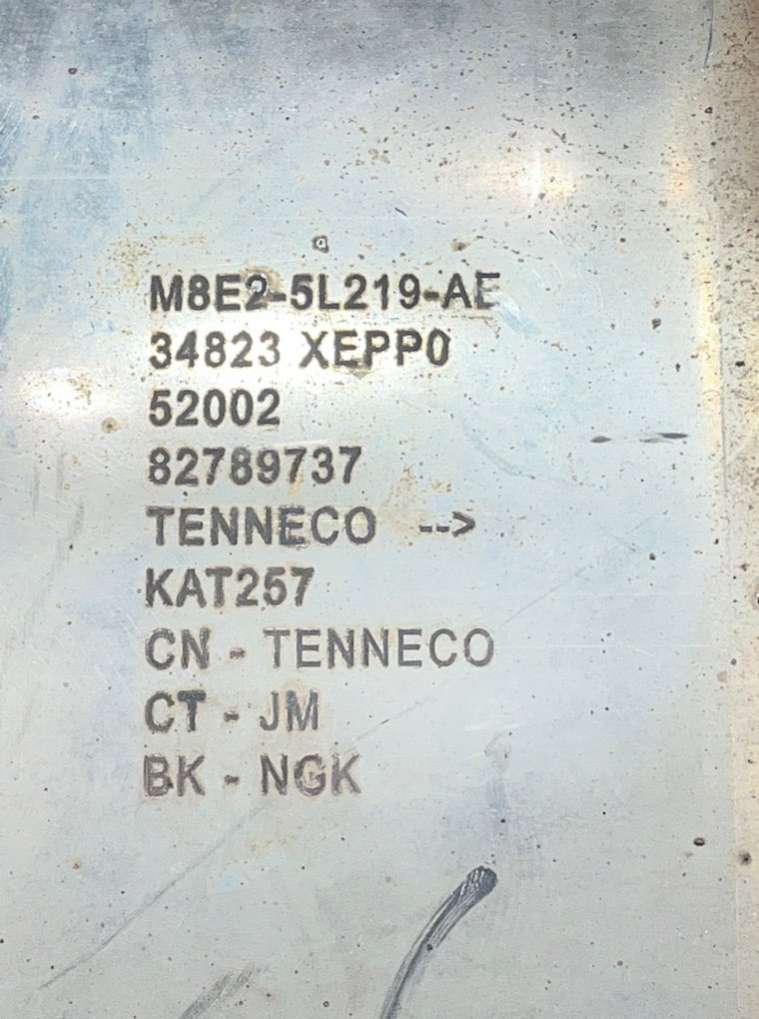 M8E2-5L219-AE
34823 XEPP0
52002
82789737
TENNECO -->
KAT257
CN - TENNECO
CT - JM
BK - NGK